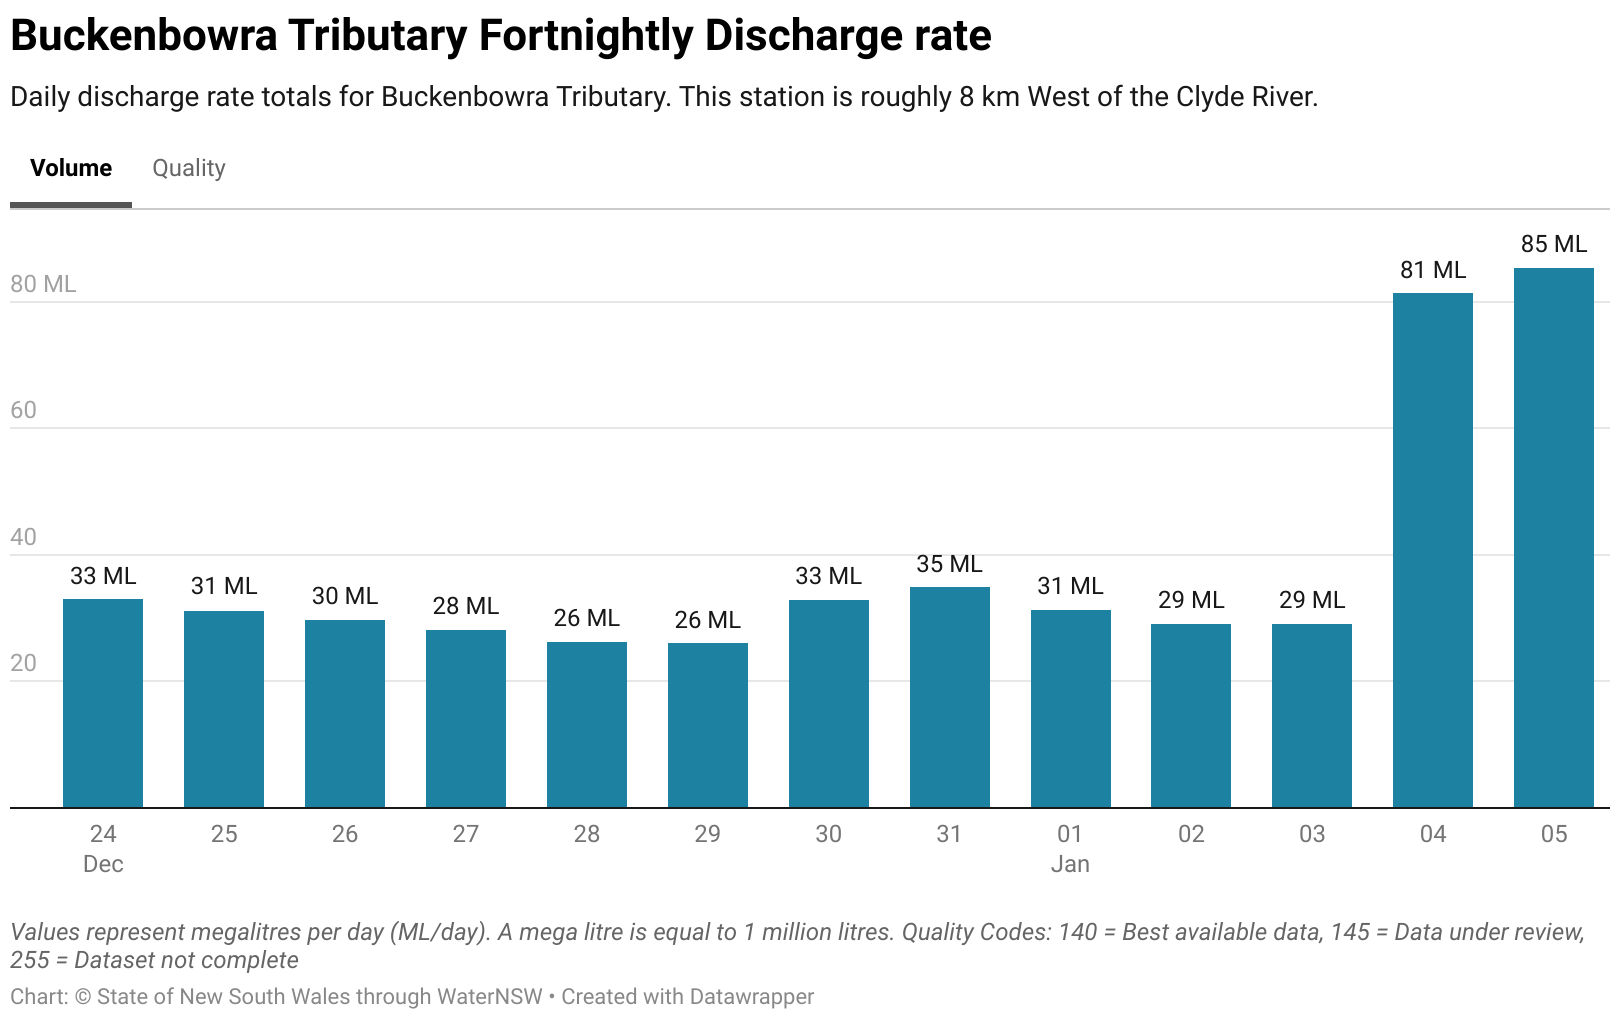 Buckenbowra Tributary Fortnightly Discharge rate
Daily discharge rate totals for Buckenbowra Tributary. This station is roughly 8 km West of the Clyde River.
Volume Quality
80 ML
60
40
20
33 ML 31 ML 30 ML 28 ML 26 ML 26 ML 33 ML 35 ML 31 ML 29 ML 29 ML 81 ML 85 ML
24 25 26 27 28 29 30 31 01 02 03 04 05
Dec Jan
Values represent megalitres per day (ML/day). A mega litre is equal to 1 million litres. Quality Codes: 140 = Best available data, 145 = Data under review,
255 = Dataset not complete
Chart: © State of New South Wales through WaterNSW • Created with Datawrapper